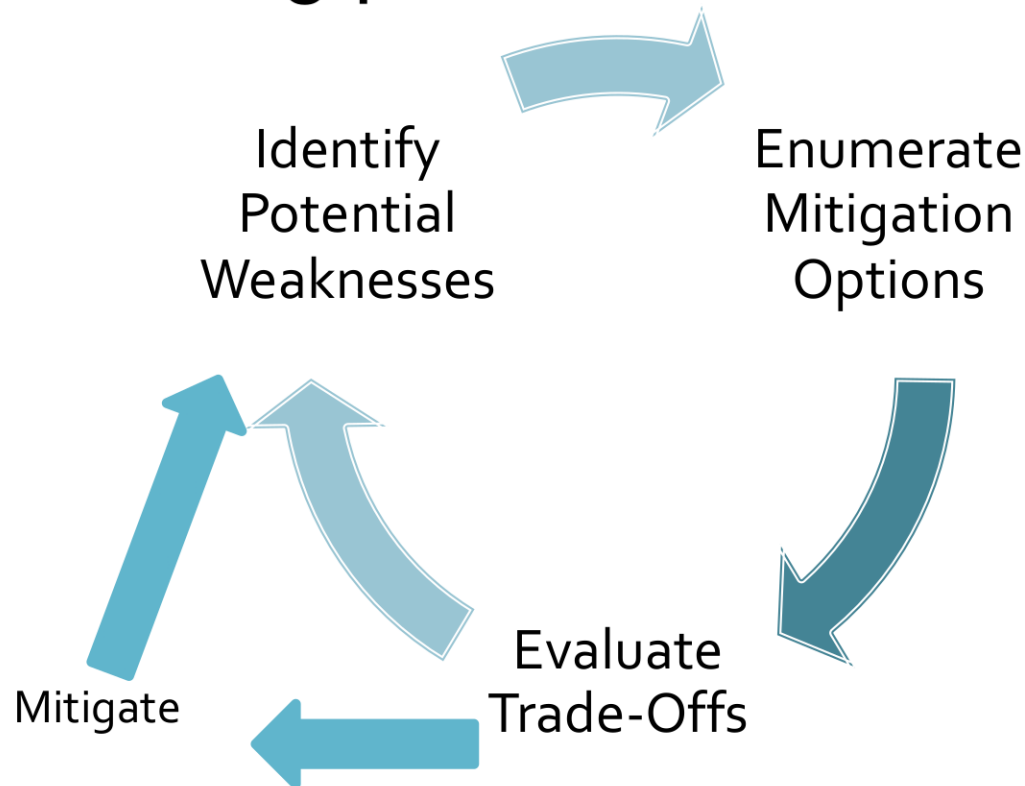 Identify
Potential
Weaknesses
Enumerate
Mitigation
Options
Evaluate
Trade-Offs
Mitigate